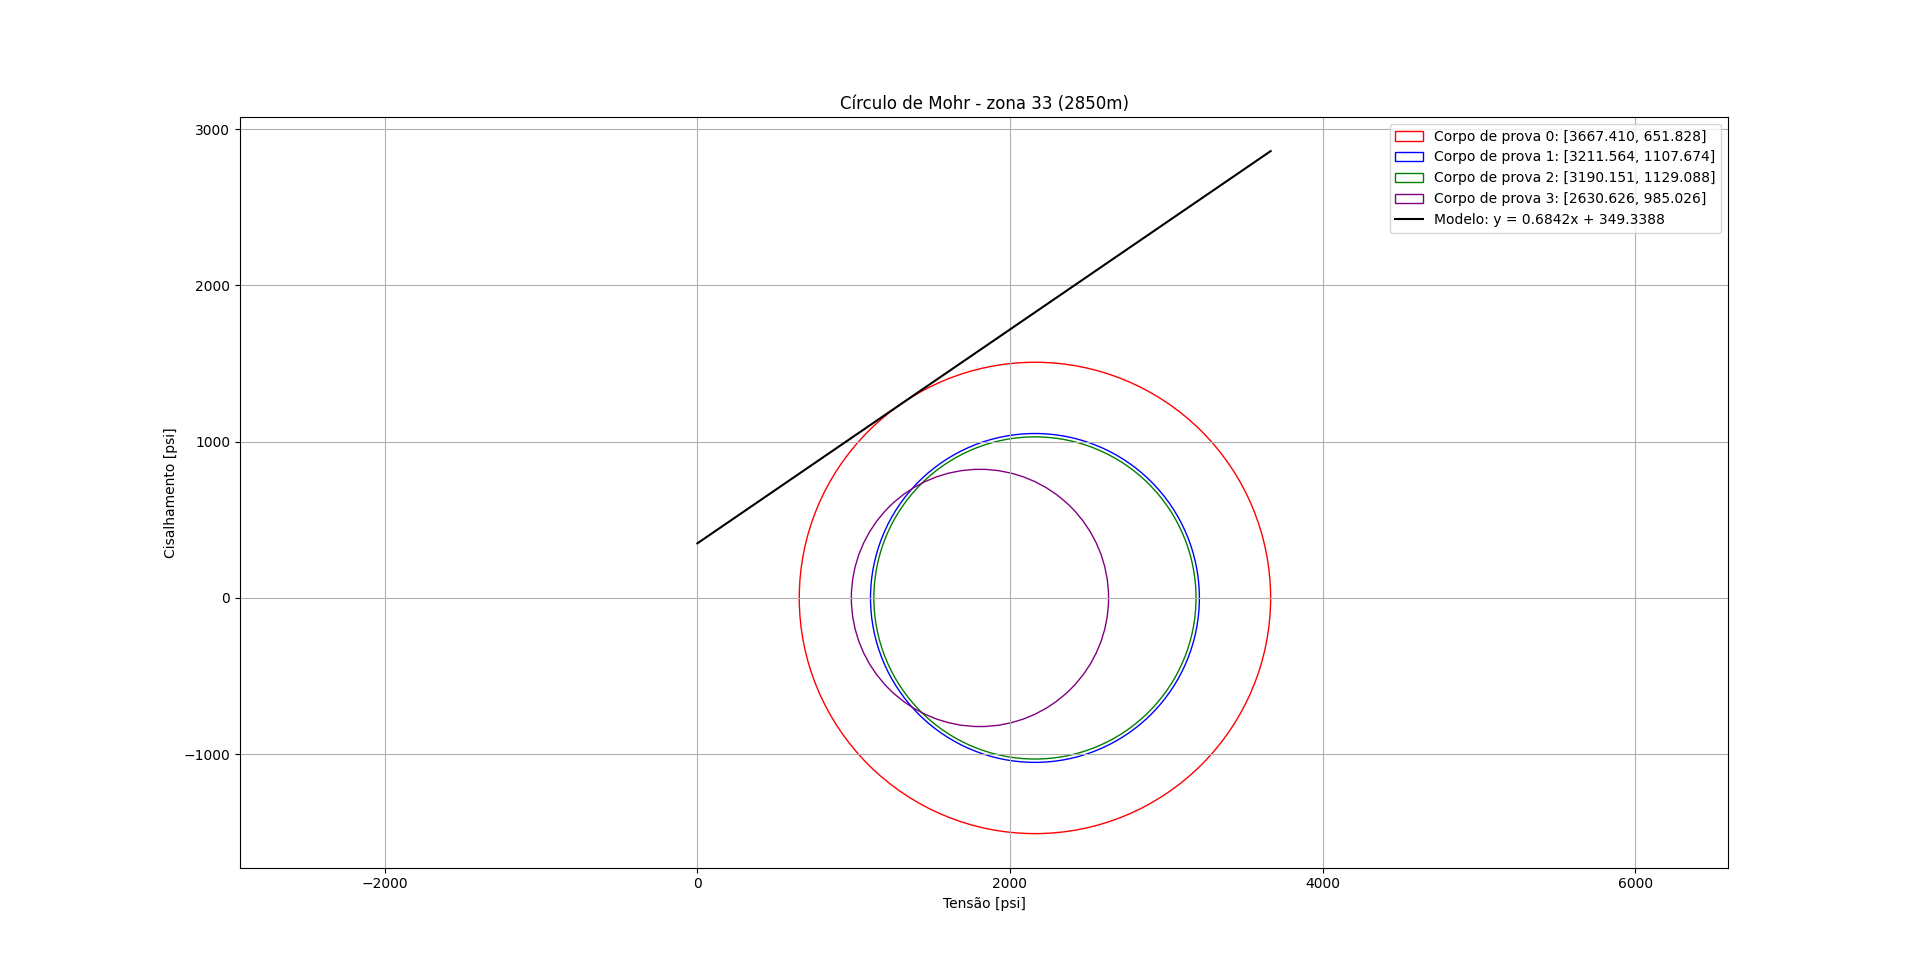 Círculo de Mohr - zona 33 (2850m)
Corpo de prova 0: [3667.410, 651.828]
Corpo de prova 1: [3211.564, 1107.674]
Corpo de prova 2: [3190.151, 1129.088]
Corpo de prova 3: [2630.626, 985.026]
Modelo: y = 0.6842x + 349.3388
Cisalhamento [psi]
3000
2000
1000
0
−1000
−2000
0
2000
4000
6000
Tensão [psi]